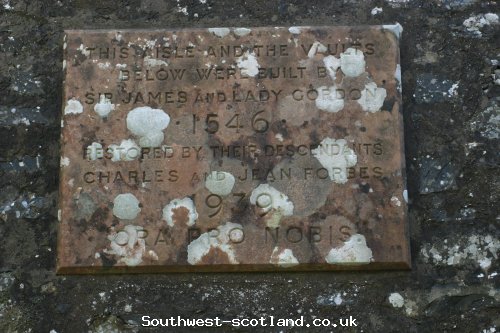 THIS AISLE AND THE VAULTS
BELOW WERE BUILT BY
SIR JAMES AND LADY GORDON
1546
RESTORED BY THEIR DESCENDANTS
CHARLES AND JEAN FORBES
1979
ORA PRO NOBIS
www.Southwest-scotland.co.uk